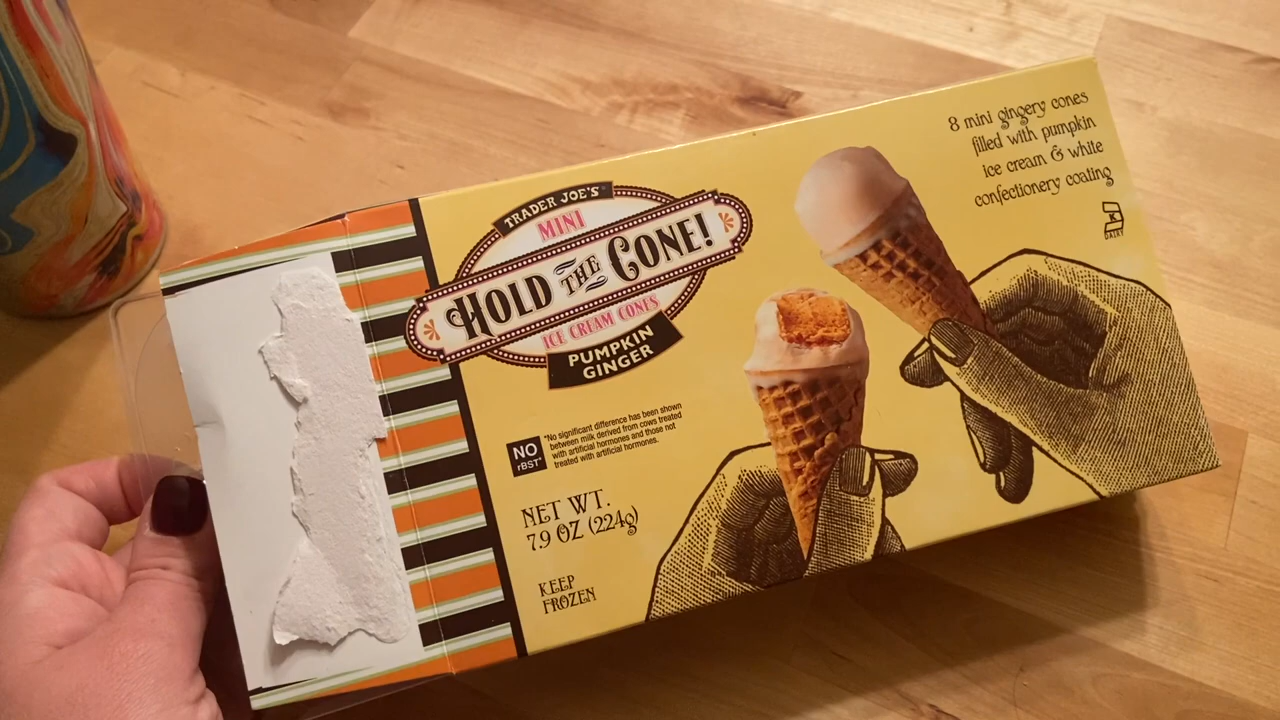 TRADER JOE'S
MINI
HOLD THE CONE!
ICE CREAM CONES
PUMPKIN
GINGER
8 mini gingery cones
filled with pumpkin
ice cream & white
confectionery coating
K
DAIRY
NO
rBST*
*No significant difference has been shown
between milk derived from cows treated
with artificial hormones and those not
treated with artificial hormones.
NET WT.
7.9 OZ (224g)
KEEP
FROZEN